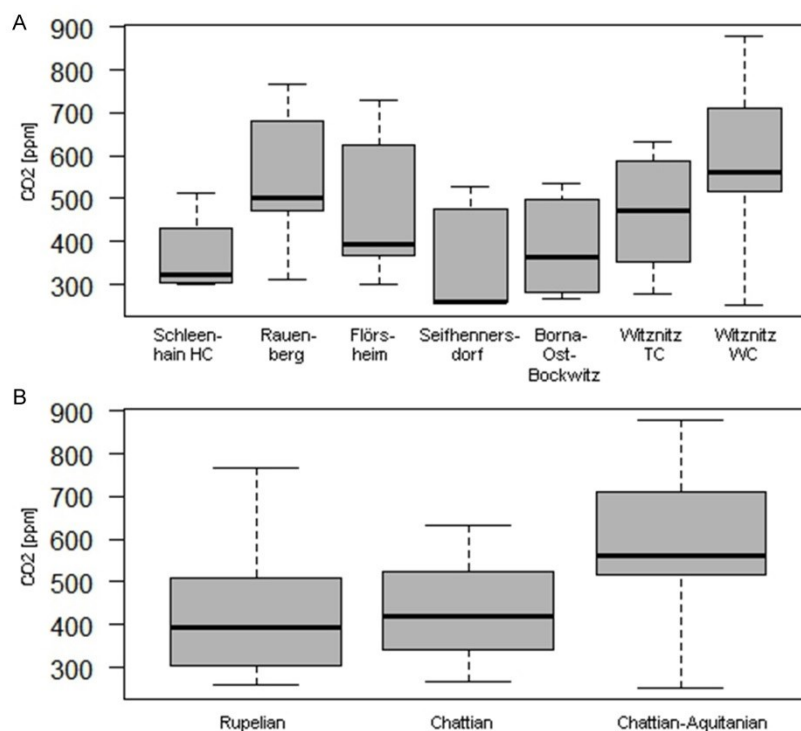 A
CO2 [ppm]
900
800
700
600
500
400
300
Schleen-
hain HC
Rauen-
berg
Flörs-
heim
Seifhenners-
dorf
Borna-
Ost-
Bockwitz
Witznitz
TC
Witznitz
WC
B
CO2 [ppm]
900
800
700
600
500
400
300
Rupelian
Chattian
Chattian-Aquitanian